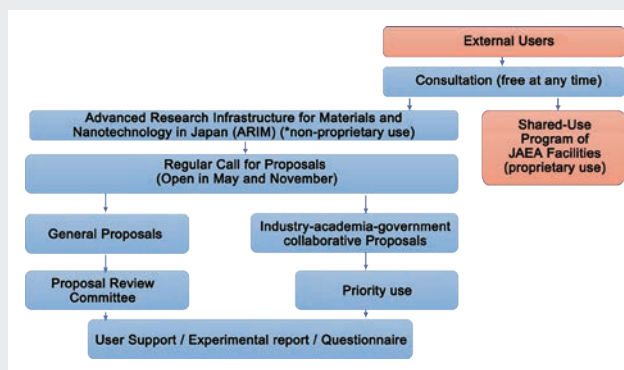 External Users
Consultation (free at any time)
Advanced Research Infrastructure for Materials and
Nanotechnology in Japan (ARIM) (*non-proprietary use)
Shared-Use
Program of
JAEA Facilities
(proprietary use)
Regular Call for Proposals
(Open in May and November)
General Proposals
Industry-academia-government
collaborative Proposals
Proposal Review
Committee
Priority use
User Support / Experimental report / Questionnaire